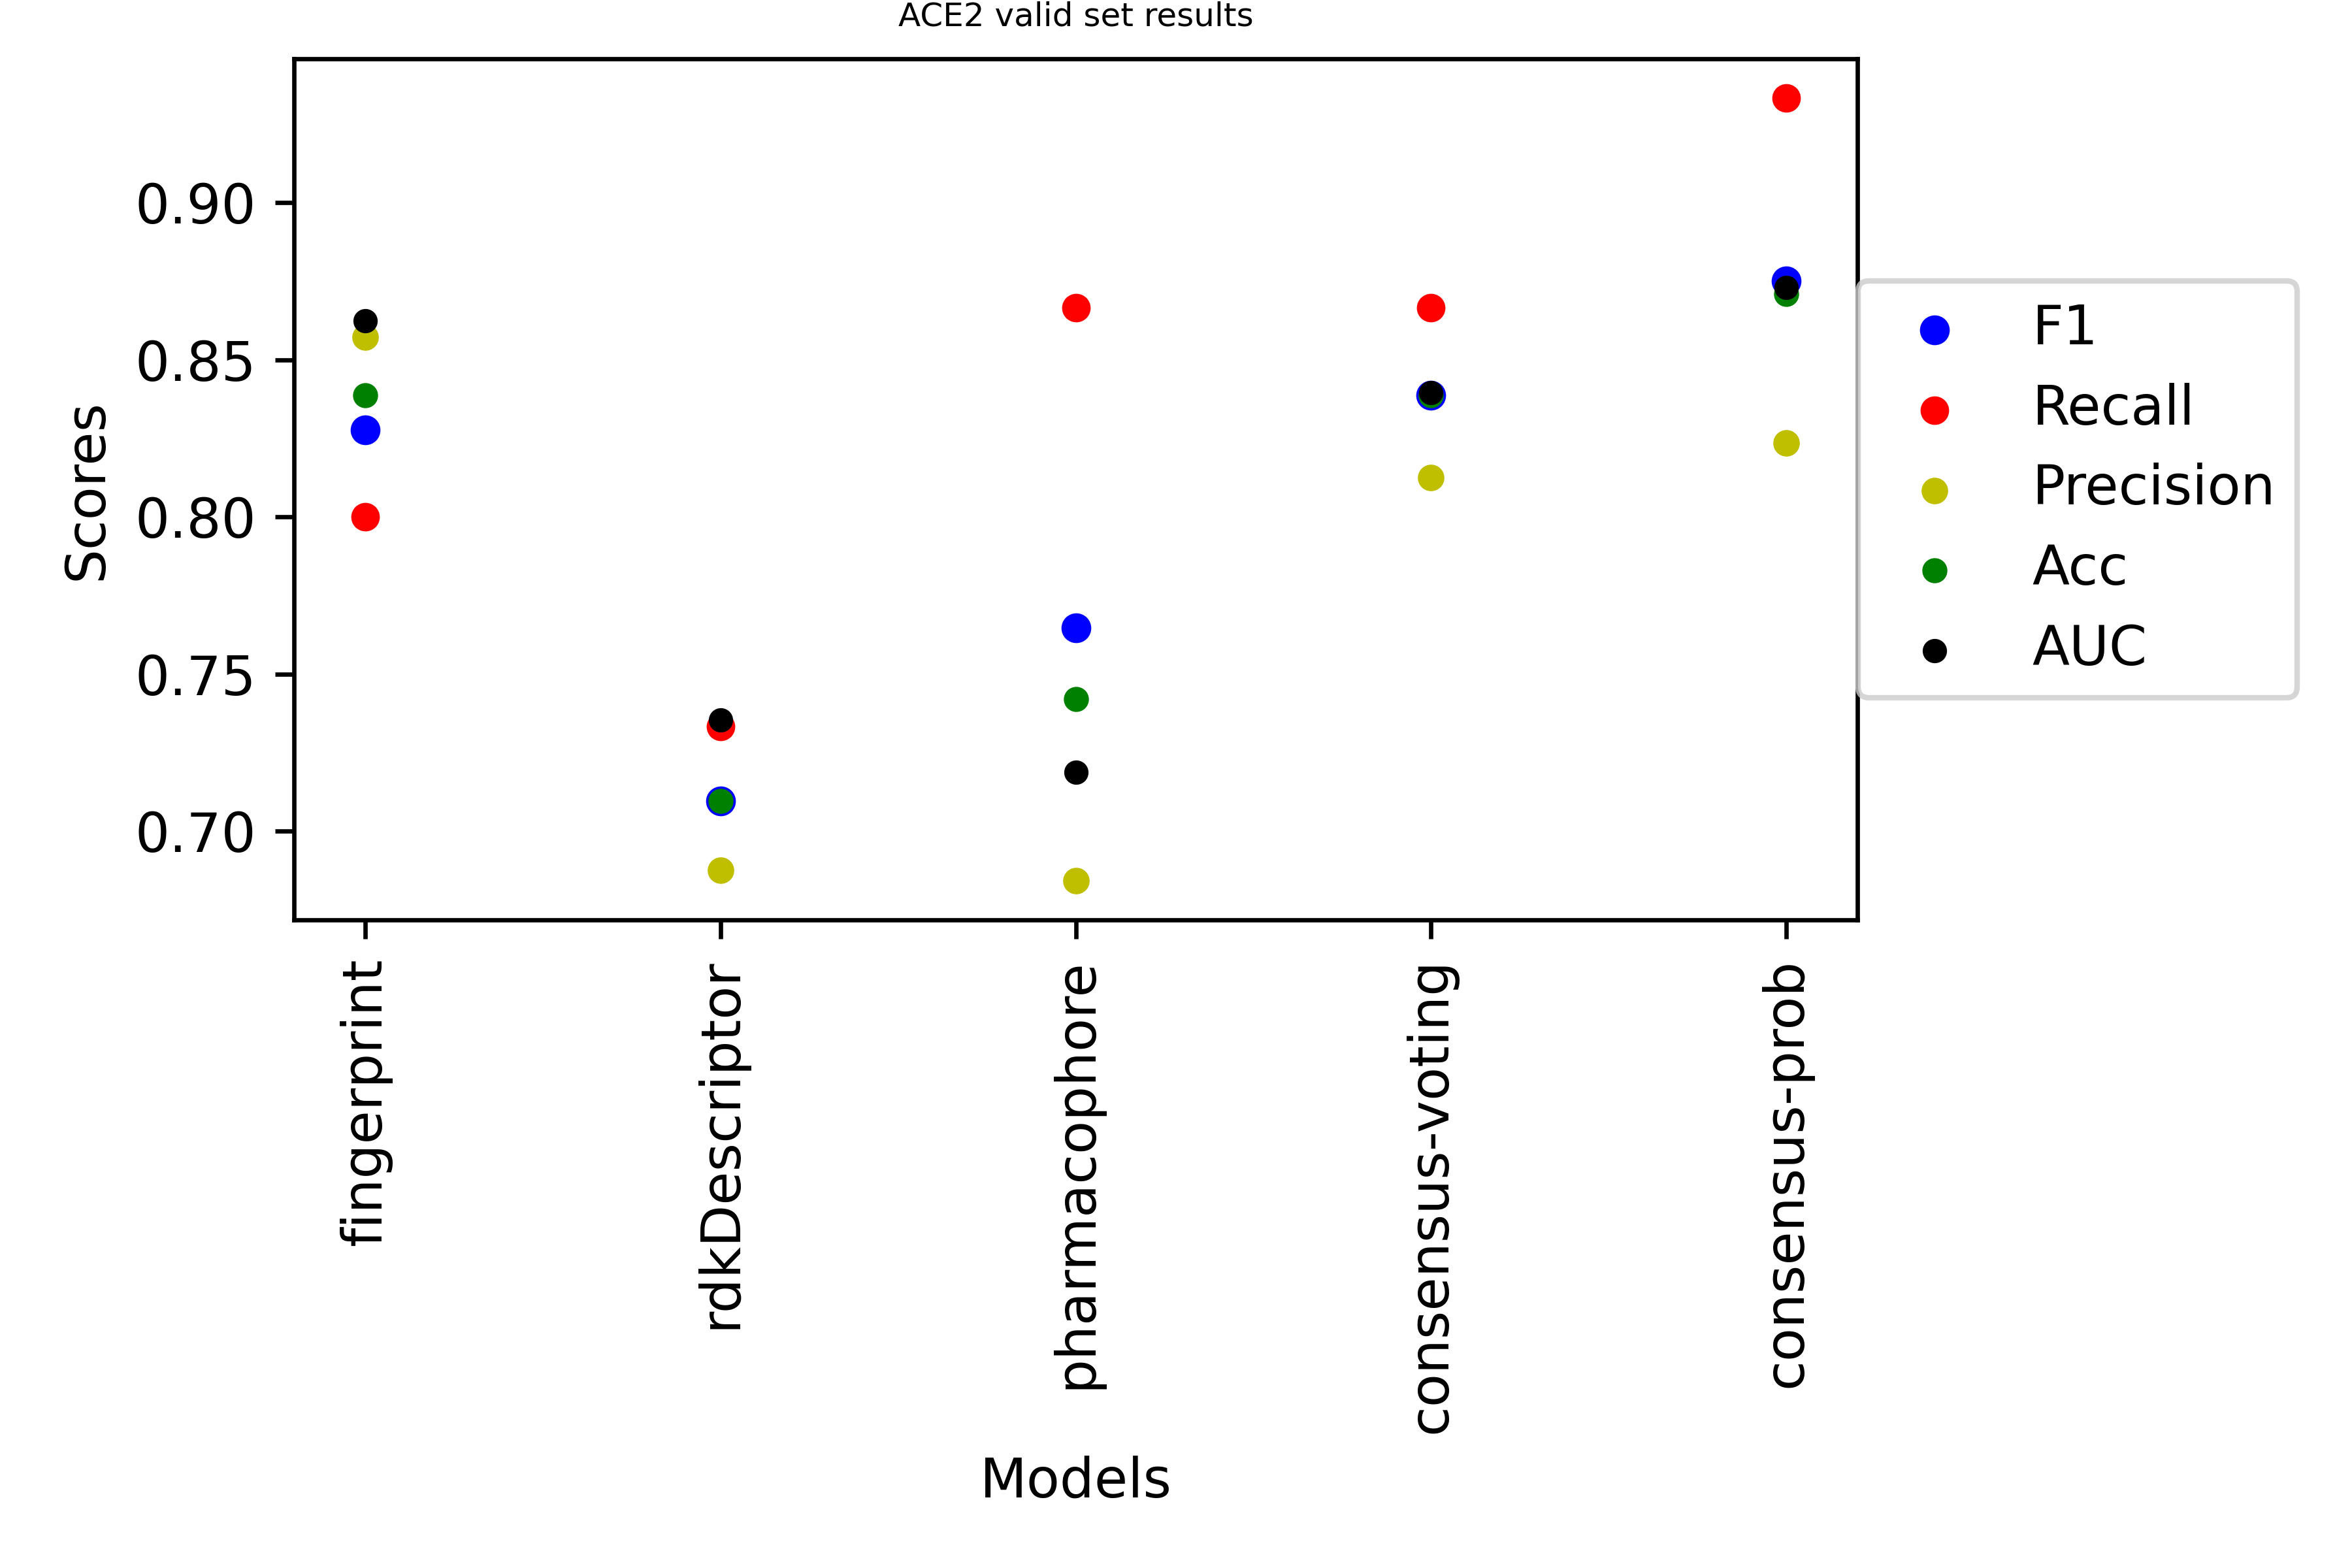 ACE2 valid set results
0.90
0.85
0.80
0.75
0.70
Scores
F1
Recall
Precision
Acc
AUC
fingerprint
rdkDescriptor
pharmacophore
consensus-voting
consensus-prob
Models